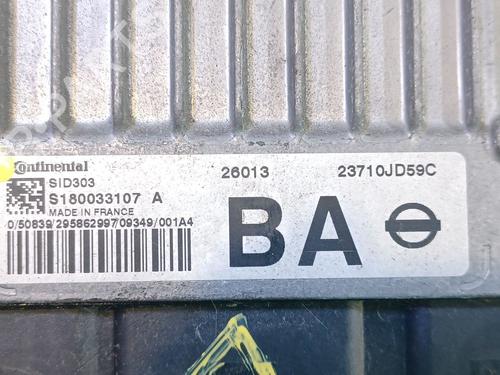 Continental
SID303
S180033107 A
MADE IN FRANCE
0/50839/295862997/09349/001A4
26013
23710JD59C
BA